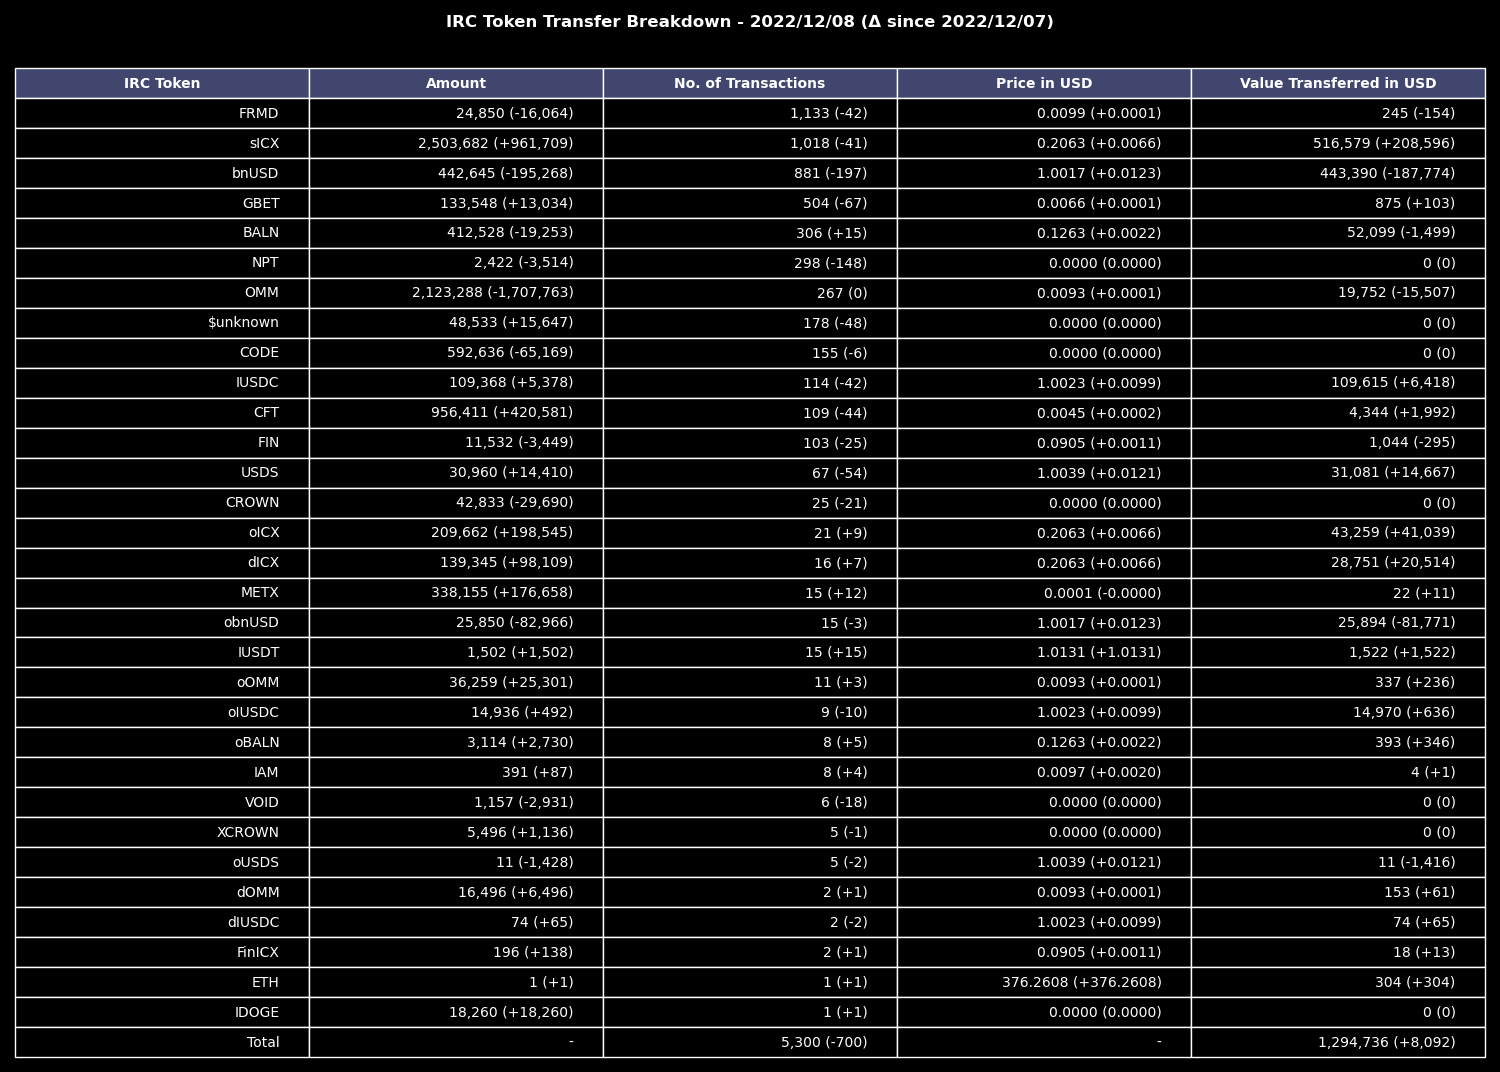 IRC Token Transfer Breakdown - 2022/12/08 (Δ since 2022/12/07)
IRC Token Amount No. of Transactions Price in USD Value Transferred in USD
FRMD 24,850 (-16,064) 1,133 (-42) 0.0099 (+0.0001) 245 (-154)
sICX 2,503,682 (+961,709) 1,018 (-41) 0.2063 (+0.0066) 516,579 (+208,596)
bnUSD 442,645 (-195,268) 881 (-197) 1.0017 (+0.0123) 443,390 (-187,774)
GBET 133,548 (+13,034) 504 (-67) 0.0066 (+0.0001) 875 (+103)
BALN 412,528 (-19,253) 306 (+15) 0.1263 (+0.0022) 52,099 (-1,499)
NPT 2,422 (-3,514) 298 (-148) 0.0000 (0.0000) 0 (0)
OMM 2,123,288 (-1,707,763) 267 (0) 0.0093 (+0.0001) 19,752 (-15,507)
$unknown 48,533 (+15,647) 178 (-48) 0.0000 (0.0000) 0 (0)
CODE 592,636 (-65,169) 155 (-6) 0.0000 (0.0000) 0 (0)
IUSDC 109,368 (+5,378) 114 (-42) 1.0023 (+0.0099) 109,615 (+6,418)
CFT 956,411 (+420,581) 109 (-44) 0.0045 (+0.0002) 4,344 (+1,992)
FIN 11,532 (-3,449) 103 (-25) 0.0905 (+0.0011) 1,044 (-295)
USDS 30,960 (+14,410) 67 (-54) 1.0039 (+0.0121) 31,081 (+14,667)
CROWN 42,833 (-29,690) 25 (-21) 0.0000 (0.0000) 0 (0)
oICX 209,662 (+198,545) 21 (+9) 0.2063 (+0.0066) 43,259 (+41,039)
dICX 139,345 (+98,109) 16 (+7) 0.2063 (+0.0066) 28,751 (+20,514)
METX 338,155 (+176,658) 15 (+12) 0.0001 (-0.0000) 22 (+11)
obnUSD 25,850 (-82,966) 15 (-3) 1.0017 (+0.0123) 25,894 (-81,771)
IUSDT 1,502 (+1,502) 15 (+15) 1.0131 (+1.0131) 1,522 (+1,522)
oOMM 36,259 (+25,301) 11 (+3) 0.0093 (+0.0001) 337 (+236)
oIUSDC 14,936 (+492) 9 (-10) 1.0023 (+0.0099) 14,970 (+636)
oBALN 3,114 (+2,730) 8 (+5) 0.1263 (+0.0022) 393 (+346)
IAM 391 (+87) 8 (+4) 0.0097 (+0.0020) 4 (+1)
VOID 1,157 (-2,931) 6 (-18) 0.0000 (0.0000) 0 (0)
XCROWN 5,496 (+1,136) 5 (-1) 0.0000 (0.0000) 0 (0)
oUSDS 11 (-1,428) 5 (-2) 1.0039 (+0.0121) 11 (-1,416)
dOMM 16,496 (+6,496) 2 (+1) 0.0093 (+0.0001) 153 (+61)
dIUSDC 74 (+65) 2 (-2) 1.0023 (+0.0099) 74 (+65)
FinICX 196 (+138) 2 (+1) 0.0905 (+0.0011) 18 (+13)
ETH 1 (+1) 1 (+1) 376.2608 (+376.2608) 304 (+304)
IDOGE 18,260 (+18,260) 1 (+1) 0.0000 (0.0000) 0 (0)
Total - 5,300 (-700) - 1,294,736 (+8,092)